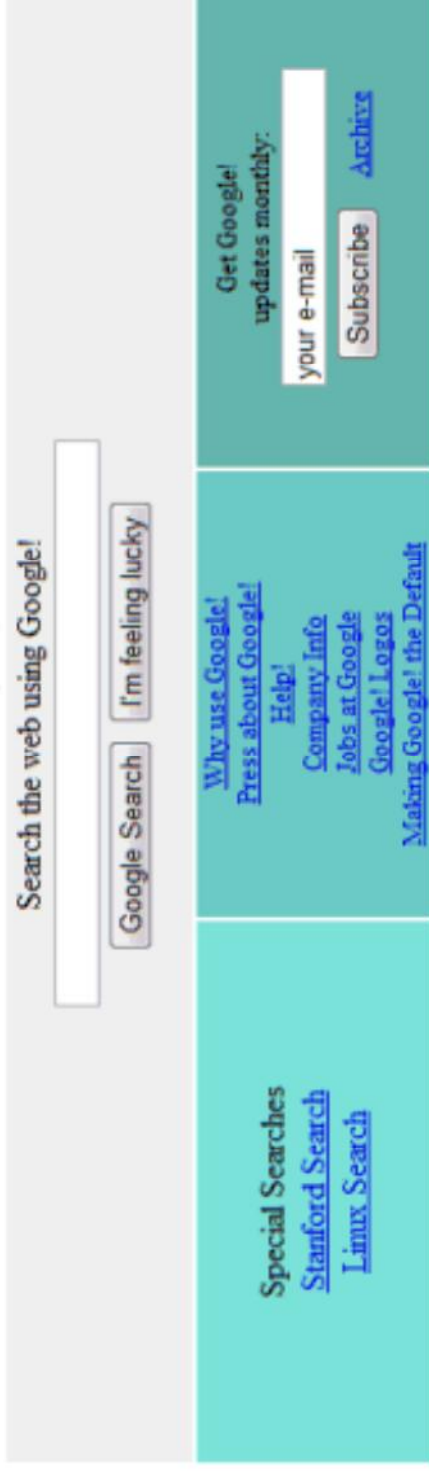 Search the web using Google!
Google Search I'm feeling lucky
Special Searches
Stanford Search
Linux Search
Why use Google!
Press about Google!
Help!
Company Info
Jobs at Google
Google! Logos
Making Google! the Default
Get Google!
updates monthly:
your e-mail
Subscribe Archive